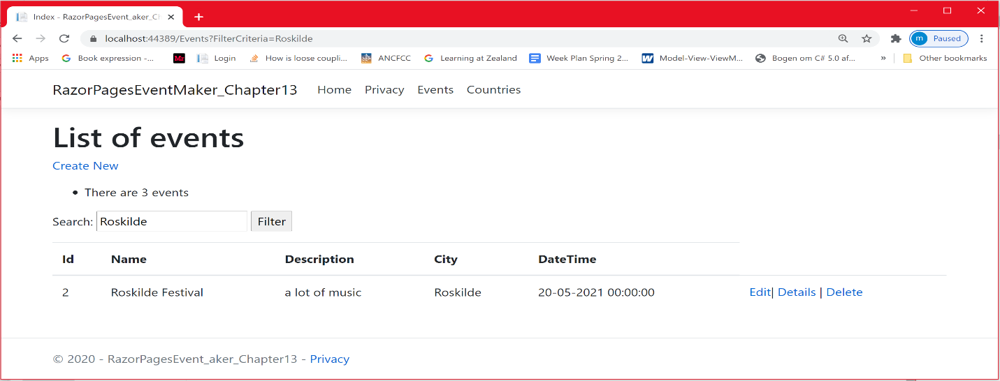 Index - RazorPagesEvent_aker_Ch
localhost:44389/Events?FilterCriteria=Roskilde
m Paused
Apps Book expression -... Mr Login How is loose coupli... ANCFCC Learning at Zealand Week Plan Spring 2... Model-View-ViewM... Bogen om C# 5.0 af... » Other bookmarks
RazorPagesEventMaker_Chapter13 Home Privacy Events Countries
List of events
Create New
• There are 3 events
Search: Roskilde Filter
Id Name Description City DateTime
2 Roskilde Festival a lot of music Roskilde 20-05-2021 00:00:00 Edit| Details | Delete
© 2020 - RazorPagesEvent_aker_Chapter13 - Privacy